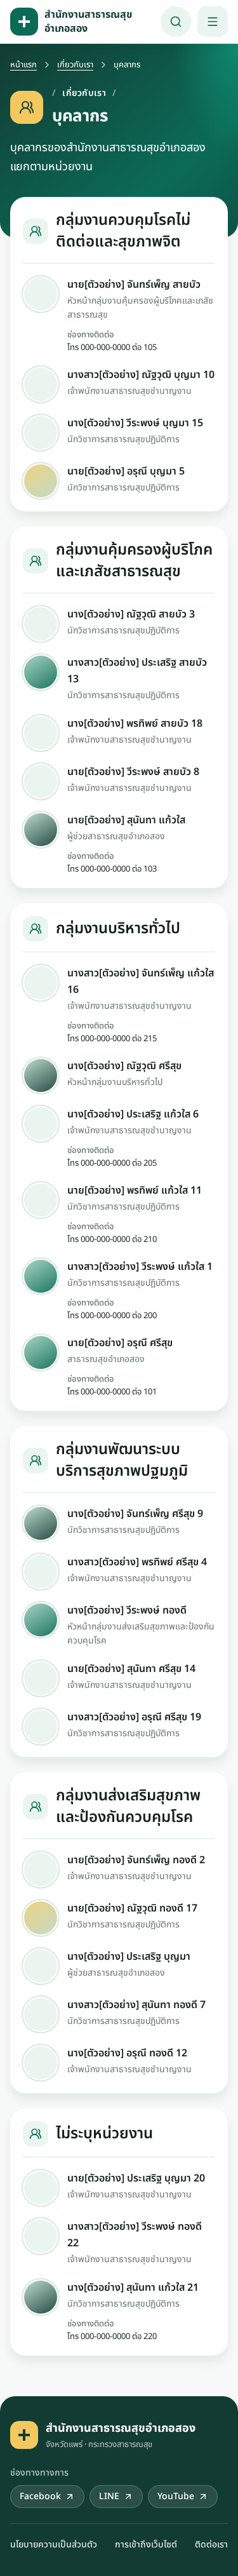 สำนักงานสาธารณสุข
อำเภอสอง
หน้าแรก
เกี่ยวกับเรา
บุคลากร
/ เกี่ยวกับเรา /
บุคลากร
บุคลากรของสำนักงานสาธารณสุขอำเภอสอง
แยกตามหน่วยงาน
กลุ่มงานควบคุมโรคไม่
ติดต่อและสุขภาพจิต
นาย[ตัวอย่าง] จันทร์เพ็ญ สายบัว
หัวหน้ากลุ่มงานคุ้มครองผู้บริโภคและเภสัช
สาธารณสุข
ช่องทางติดต่อ
โทร 000-000-0000 ต่อ 105
นางสาว[ตัวอย่าง] ณัฐวุฒิ บุญมา 10
เจ้าพนักงานสาธารณสุขชำนาญงาน
นาง[ตัวอย่าง] วีระพงษ์ บุญมา 15
นักวิชาการสาธารณสุขปฏิบัติการ
นาย[ตัวอย่าง] อรุณี บุญมา 5
นักวิชาการสาธารณสุขปฏิบัติการ
กลุ่มงานคุ้มครองผู้บริโภค
และเภสัชสาธารณสุข
นาง[ตัวอย่าง] ณัฐวุฒิ สายบัว 3
นักวิชาการสาธารณสุขปฏิบัติการ
นางสาว[ตัวอย่าง] ประเสริฐ สายบัว
13
นักวิชาการสาธารณสุขปฏิบัติการ
นาง[ตัวอย่าง] พรทิพย์ สายบัว 18
เจ้าพนักงานสาธารณสุขชำนาญงาน
นาย[ตัวอย่าง] วีระพงษ์ สายบัว 8
เจ้าพนักงานสาธารณสุขชำนาญงาน
นาย[ตัวอย่าง] สุนันทา แก้วใส
ผู้ช่วยสาธารณสุขอำเภอสอง
ช่องทางติดต่อ
โทร 000-000-0000 ต่อ 103
กลุ่มงานบริหารทั่วไป
นางสาว[ตัวอย่าง] จันทร์เพ็ญ แก้วใส
16
เจ้าพนักงานสาธารณสุขชำนาญงาน
ช่องทางติดต่อ
โทร 000-000-0000 ต่อ 215
นาง[ตัวอย่าง] ณัฐวุฒิ ศรีสุข
หัวหน้ากลุ่มงานบริหารทั่วไป
นาง[ตัวอย่าง] ประเสริฐ แก้วใส 6
เจ้าพนักงานสาธารณสุขชำนาญงาน
ช่องทางติดต่อ
โทร 000-000-0000 ต่อ 205
นาย[ตัวอย่าง] พรทิพย์ แก้วใส 11
นักวิชาการสาธารณสุขปฏิบัติการ
ช่องทางติดต่อ
โทร 000-000-0000 ต่อ 210
นางสาว[ตัวอย่าง] วีระพงษ์ แก้วใส 1
นักวิชาการสาธารณสุขปฏิบัติการ
ช่องทางติดต่อ
โทร 000-000-0000 ต่อ 200
นาย[ตัวอย่าง] อรุณี ศรีสุข
สาธารณสุขอำเภอสอง
ช่องทางติดต่อ
โทร 000-000-0000 ต่อ 101
กลุ่มงานพัฒนาระบบ
บริการสุขภาพปฐมภูมิ
นาง[ตัวอย่าง] จันทร์เพ็ญ ศรีสุข 9
นักวิชาการสาธารณสุขปฏิบัติการ
นางสาว[ตัวอย่าง] พรทิพย์ ศรีสุข 4
เจ้าพนักงานสาธารณสุขชำนาญงาน
นาง[ตัวอย่าง] วีระพงษ์ ทองดี
หัวหน้ากลุ่มงานส่งเสริมสุขภาพและป้องกัน
ควบคุมโรค
นาย[ตัวอย่าง] สุนันทา ศรีสุข 14
เจ้าพนักงานสาธารณสุขชำนาญงาน
นางสาว[ตัวอย่าง] อรุณี ศรีสุข 19
นักวิชาการสาธารณสุขปฏิบัติการ
กลุ่มงานส่งเสริมสุขภาพ
และป้องกันควบคุมโรค
นาย[ตัวอย่าง] จันทร์เพ็ญ ทองดี 2
เจ้าพนักงานสาธารณสุขชำนาญงาน
นาย[ตัวอย่าง] ณัฐวุฒิ ทองดี 17
นักวิชาการสาธารณสุขปฏิบัติการ
นาง[ตัวอย่าง] ประเสริฐ บุญมา
ผู้ช่วยสาธารณสุขอำเภอสอง
นางสาว[ตัวอย่าง] สุนันทา ทองดี 7
นักวิชาการสาธารณสุขปฏิบัติการ
นาง[ตัวอย่าง] อรุณี ทองดี 12
เจ้าพนักงานสาธารณสุขชำนาญงาน
ไม่ระบุหน่วยงาน
นาย[ตัวอย่าง] ประเสริฐ บุญมา 20
เจ้าพนักงานสาธารณสุขชำนาญงาน
นางสาว[ตัวอย่าง] วีระพงษ์ ทองดี
22
เจ้าพนักงานสาธารณสุขชำนาญงาน
นาง[ตัวอย่าง] สุนันทา แก้วใส 21
นักวิชาการสาธารณสุขปฏิบัติการ
ช่องทางติดต่อ
โทร 000-000-0000 ต่อ 220
สำนักงานสาธารณสุขอำเภอสอง
จังหวัดแพร่ · กระทรวงสาธารณสุข
ช่องทางทางการ
Facebook
LINE
YouTube
นโยบายความเป็นส่วนตัว
การเข้าถึงเว็บไซต์
ติดต่อเรา